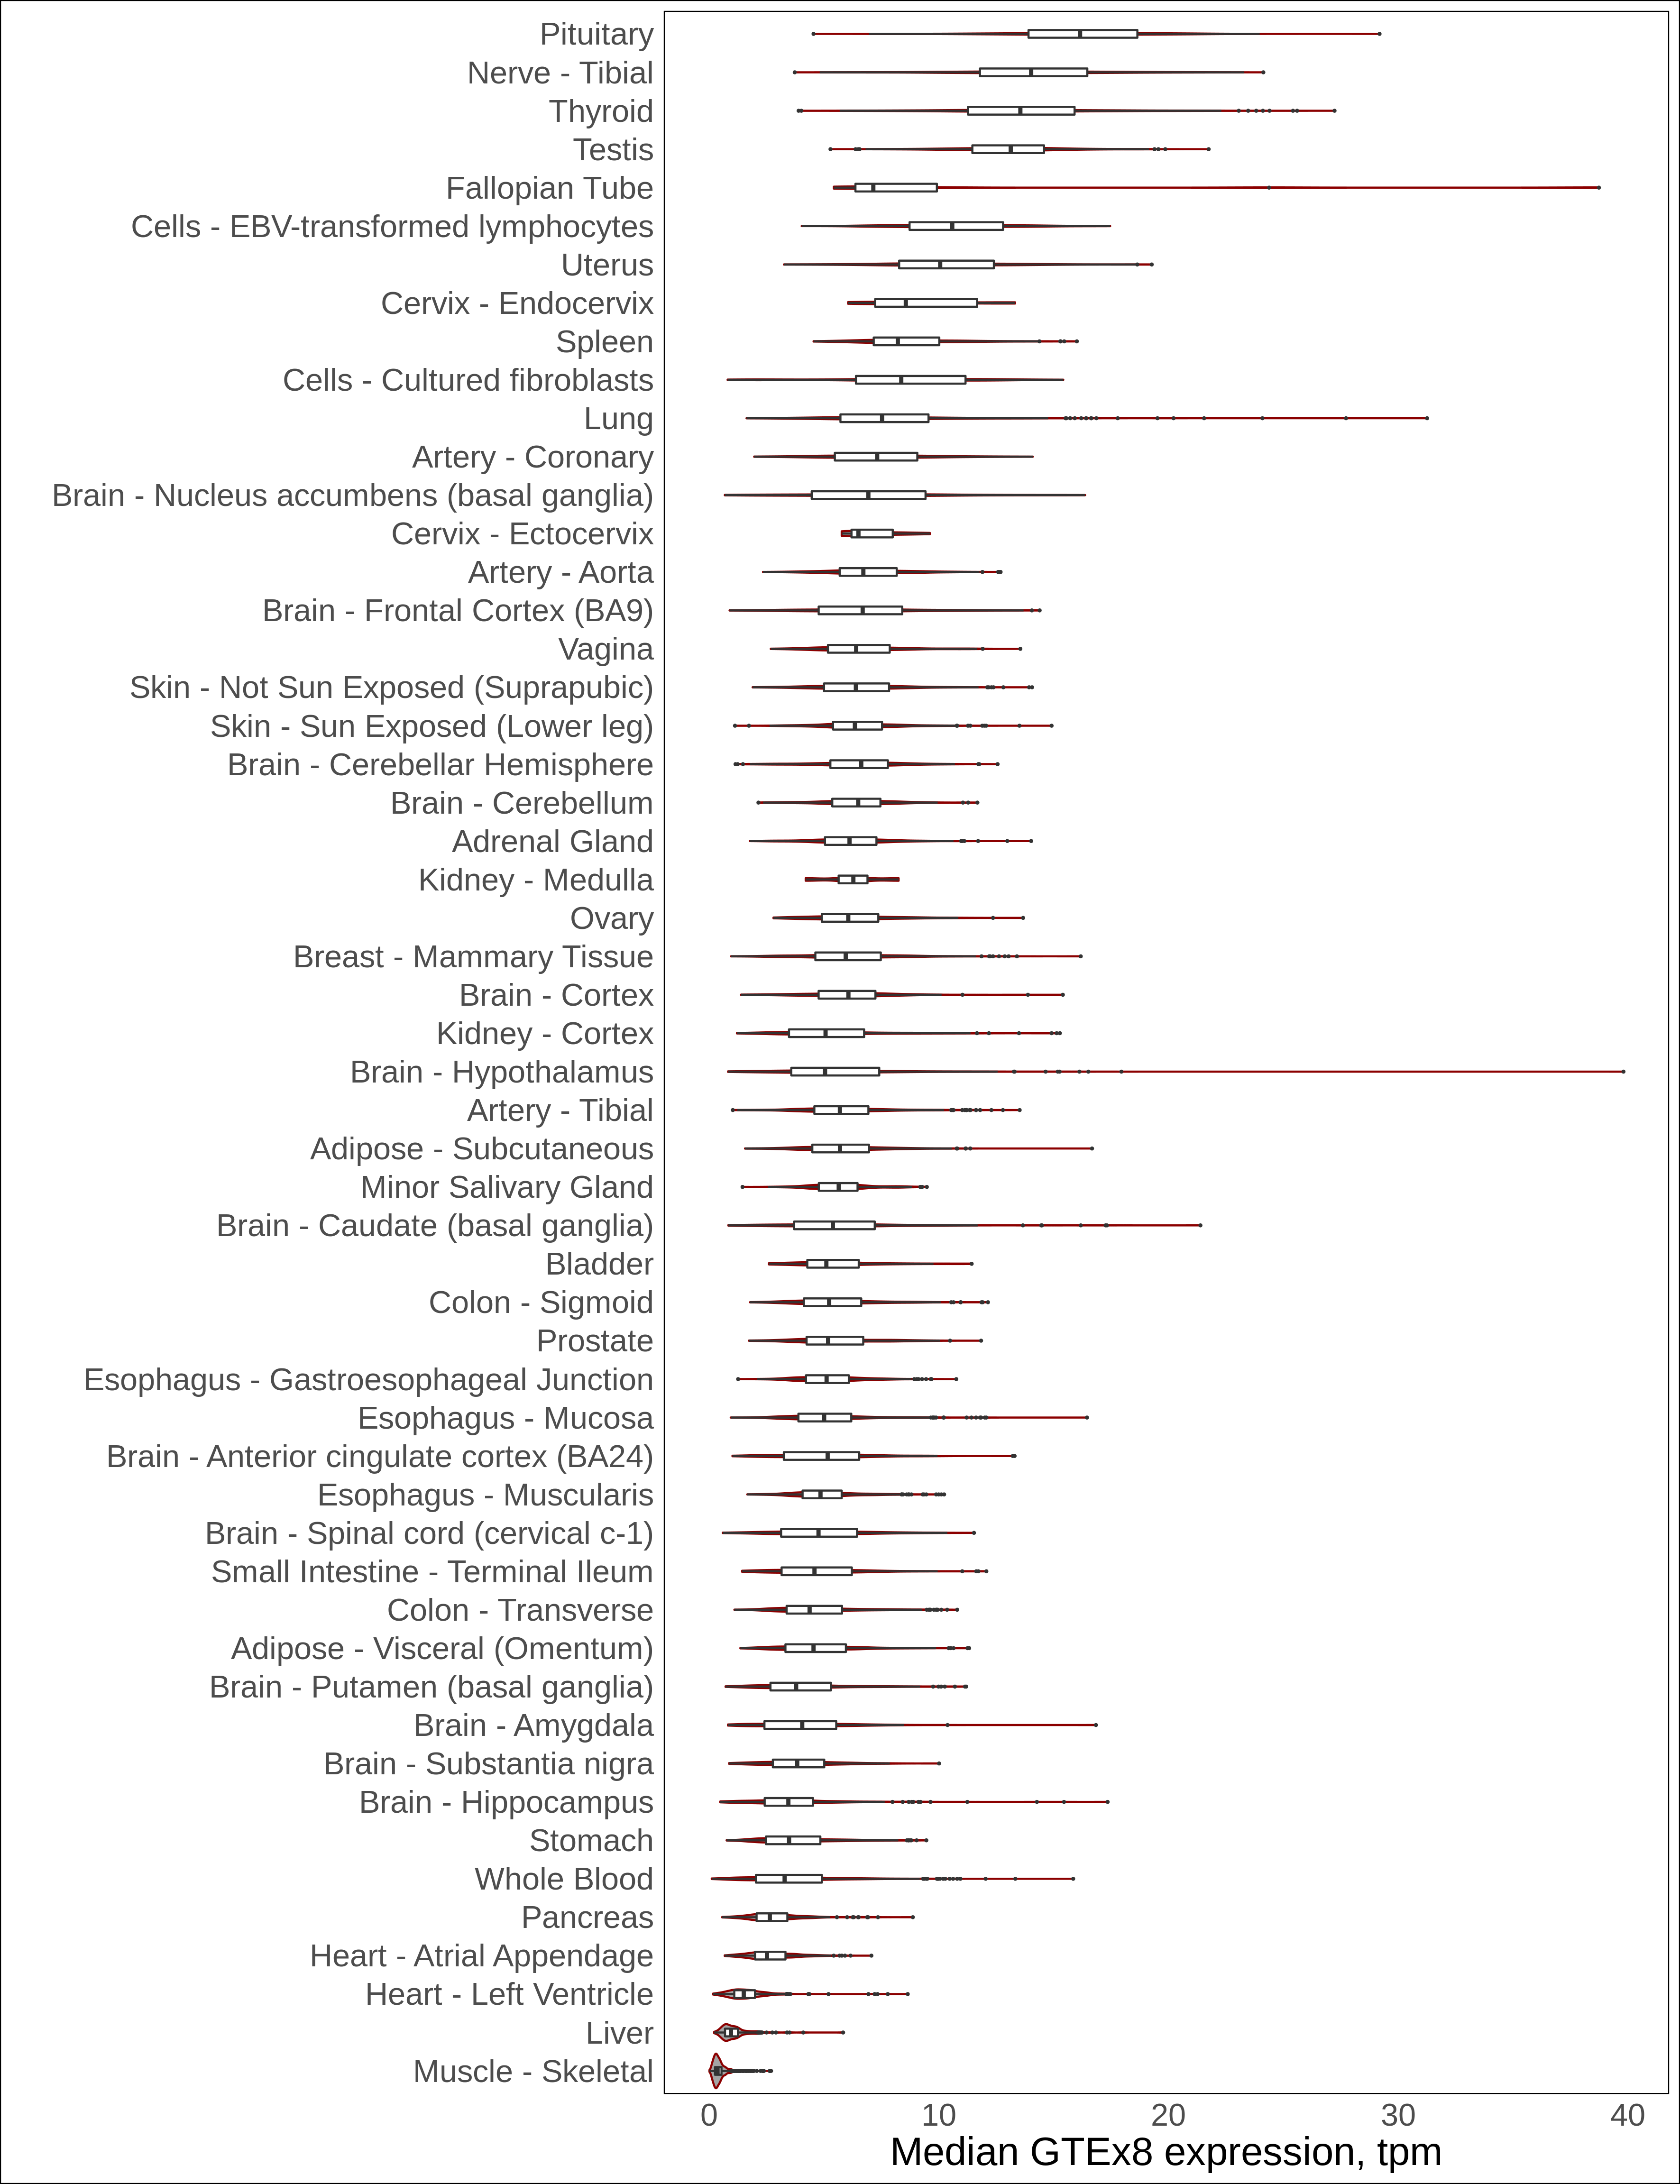 Pituitary
Nerve - Tibial
Thyroid
Testis
Fallopian Tube
Cells - EBV-transformed lymphocytes
Uterus
Cervix - Endocervix
Spleen
Cells - Cultured fibroblasts
Lung
Artery - Coronary
Brain - Nucleus accumbens (basal ganglia)
Cervix - Ectocervix
Artery - Aorta
Brain - Frontal Cortex (BA9)
Vagina
Skin - Not Sun Exposed (Suprapubic)
Skin - Sun Exposed (Lower leg)
Brain - Cerebellar Hemisphere
Brain - Cerebellum
Adrenal Gland
Kidney - Medulla
Ovary
Breast - Mammary Tissue
Brain - Cortex
Kidney - Cortex
Brain - Hypothalamus
Artery - Tibial
Adipose - Subcutaneous
Minor Salivary Gland
Brain - Caudate (basal ganglia)
Bladder
Colon - Sigmoid
Prostate
Esophagus - Gastroesophageal Junction
Esophagus - Mucosa
Brain - Anterior cingulate cortex (BA24)
Esophagus - Muscularis
Brain - Spinal cord (cervical c-1)
Small Intestine - Terminal Ileum
Colon - Transverse
Adipose - Visceral (Omentum)
Brain - Putamen (basal ganglia)
Brain - Amygdala
Brain - Substantia nigra
Brain - Hippocampus
Stomach
Whole Blood
Pancreas
Heart - Atrial Appendage
Heart - Left Ventricle
Liver
Muscle - Skeletal
0 10 20 30 40
Median GTEx8 expression, tpm